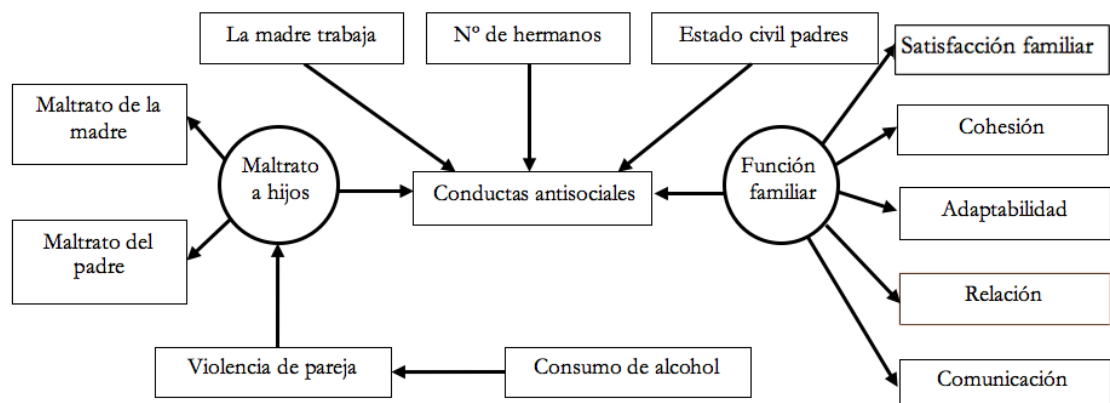 La madre trabaja
Nº de hermanos
Estado civil padres
Satisfacción familiar
Maltrato de la
madre
Cohesión
Maltrato
a hijos
Función
familiar
Conductas antisociales
Adaptabilidad
Maltrato del
padre
Relación
Violencia de pareja
Consumo de alcohol
Comunicación